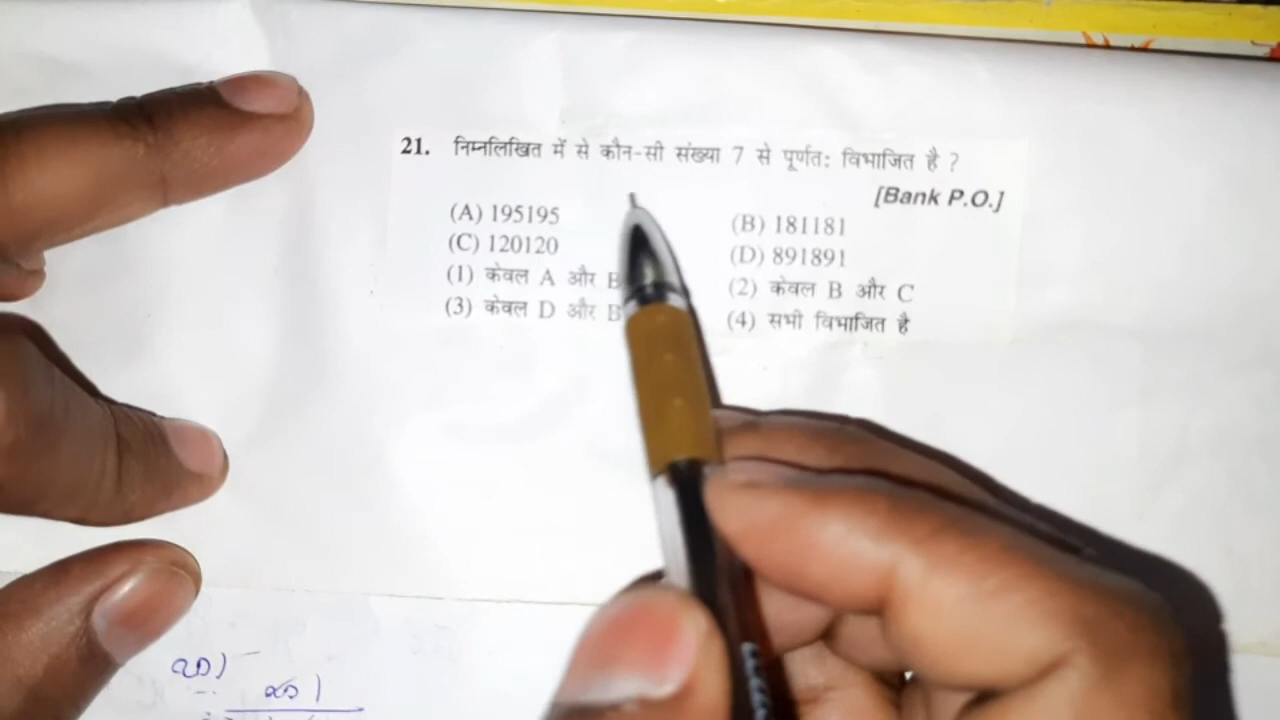 21. निम्नलिखित में से कौन-सी संख्या 7 से पूर्णत: विभाजित है ?
[Bank P.O.]
(A) 195195 (B) 181181
(C) 120120 (D) 891891
(1) केवल A और B (2) केवल B और C
(3) केवल D और B (4) सभी विभाजित है